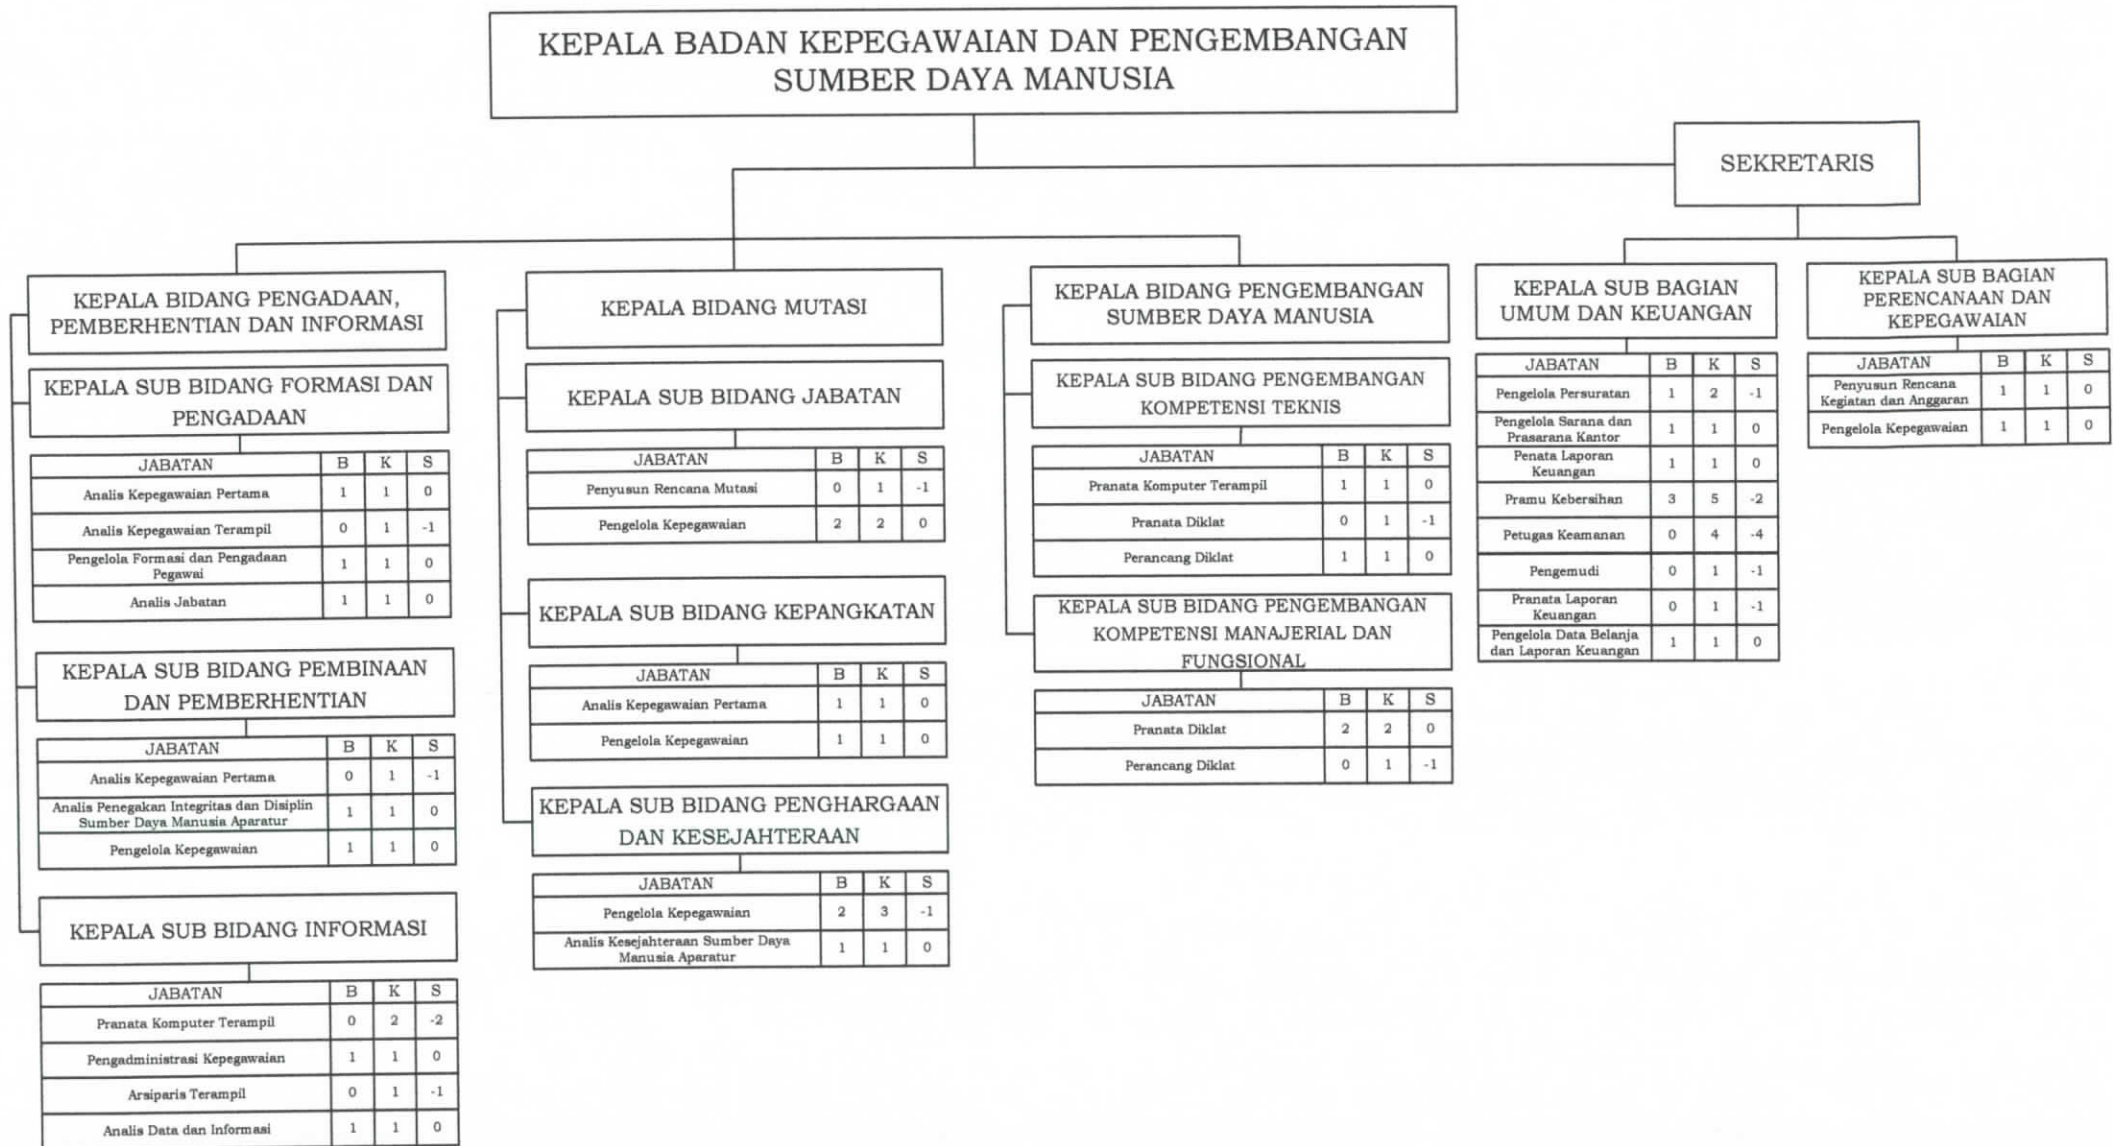 KEPALA BADAN KEPEGAWAIAN DAN PENGEMBANGAN
SUMBER DAYA MANUSIA
SEKRETARIS
KEPALA BIDANG PENGADAAN,
PEMBERHENTIAN DAN INFORMASI
KEPALA SUB BIDANG FORMASI DAN
PENGADAAN
JABATAN B K S
Analis Kepegawaian Pertama 1 1 0
Analis Kepegawaian Terampil 0 1 -1
Pengelola Formasi dan Pengadaan
Pegawai 1 1 0
Analis Jabatan 1 1 0
KEPALA SUB BIDANG PEMBINAAN
DAN PEMBERHENTIAN
JABATAN B K S
Analis Kepegawaian Pertama 0 1 -1
Analis Penegakan Integritas dan Disiplin
Sumber Daya Manusia Aparatur 1 1 0
Pengelola Kepegawaian 1 1 0
KEPALA SUB BIDANG INFORMASI
JABATAN B K S
Pranata Komputer Terampil 0 2 -2
Pengadministrasi Kepegawaian 1 1 0
Arsiparis Terampil 0 1 -1
Analis Data dan Informasi 1 1 0
KEPALA BIDANG MUTASI
KEPALA SUB BIDANG JABATAN
JABATAN B K S
Penyusun Rencana Mutasi 0 1 -1
Pengelola Kepegawaian 2 2 0
KEPALA SUB BIDANG KEPANGKATAN
JABATAN B K S
Analis Kepegawaian Pertama 1 1 0
Pengelola Kepegawaian 1 1 0
KEPALA SUB BIDANG PENGHARGAAN
DAN KESEJAHTERAAN
JABATAN B K S
Pengelola Kepegawaian 2 3 -1
Analis Kesejahteraan Sumber Daya
Manusia Aparatur 1 1 0
KEPALA BIDANG PENGEMBANGAN
SUMBER DAYA MANUSIA
KEPALA SUB BIDANG PENGEMBANGAN
KOMPETENSI TEKNIS
JABATAN B K S
Pranata Komputer Terampil 1 1 0
Pranata Diklat 0 1 -1
Perancang Diklat 1 1 0
KEPALA SUB BIDANG PENGEMBANGAN
KOMPETENSI MANAJERIAL DAN
FUNGSIONAL
JABATAN B K S
Pranata Diklat 2 2 0
Perancang Diklat 0 1 -1
KEPALA SUB BAGIAN
UMUM DAN KEUANGAN
JABATAN B K S
Pengelola Persuratan 1 2 -1
Pengelola Sarana dan
Prasarana Kantor 1 1 0
Penata Laporan
Keuangan 1 1 0
Pramu Kebersihan 3 5 -2
Petugas Keamanan 0 4 -4
Pengemudi 0 1 -1
Pranata Laporan
Keuangan 0 1 -1
Pengelola Data Belanja
dan Laporan Keuangan 1 1 0
KEPALA SUB BAGIAN
PERENCANAAN DAN
KEPEGAWAIAN
JABATAN B K S
Penyusun Rencana
Kegiatan dan Anggaran 1 1 0
Pengelola Kepegawaian 1 1 0